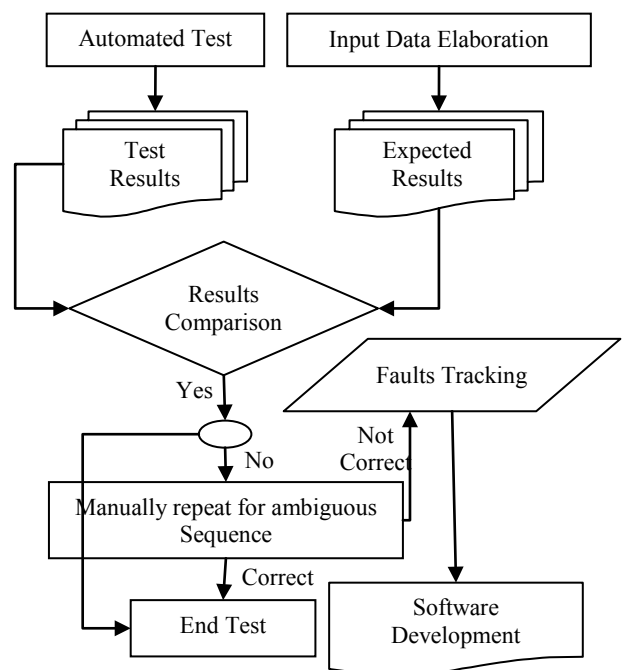 Automated Test
Input Data Elaboration
Test
Results
Expected
Results
Results
Comparison
Faults Tracking
Yes
Not
Correct
No
Manually repeat for ambiguous
Sequence
Correct
End Test
Software
Development